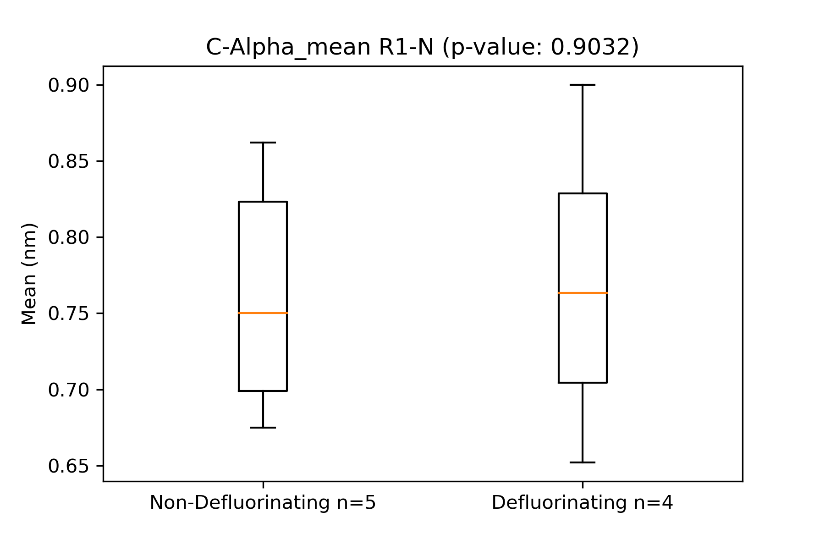 C-Alpha_mean R1-N (p-value: 0.9032)
Mean (nm)
0.90
0.85
0.80
0.75
0.70
0.65
Non-Defluorinating n=5
Defluorinating n=4